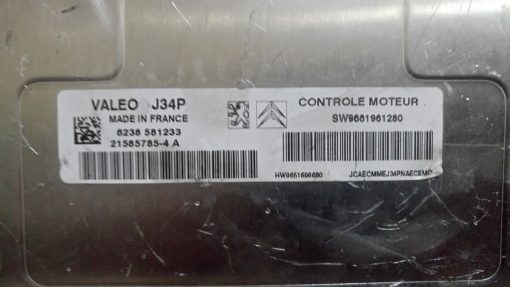 VALEO J34P
MADE IN FRANCE
6238 581233
21585785-4 A
CONTROLE MOTEUR
SW9661961280
HW9651696680
JCAECMMEJ34PNAECEMP